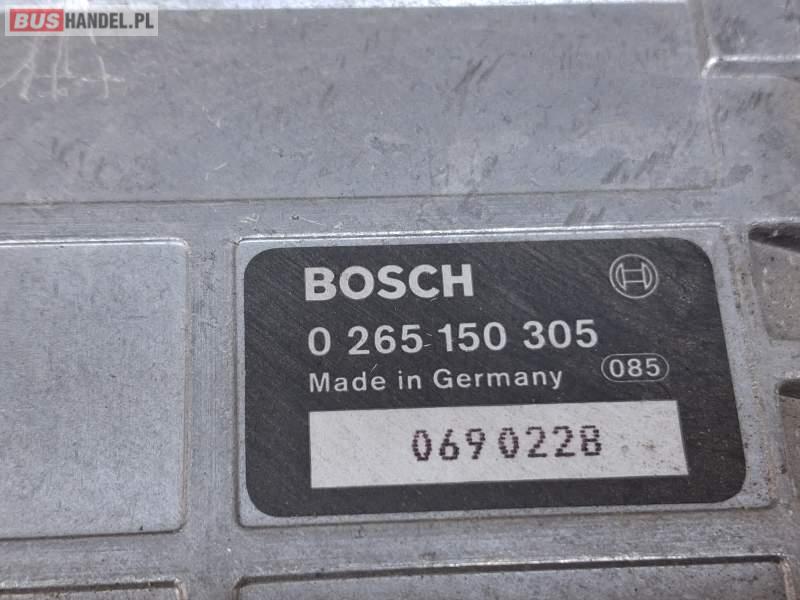 BUSHANDEL.PL
BOSCH
0 265 150 305
Made in Germany 085
0690228